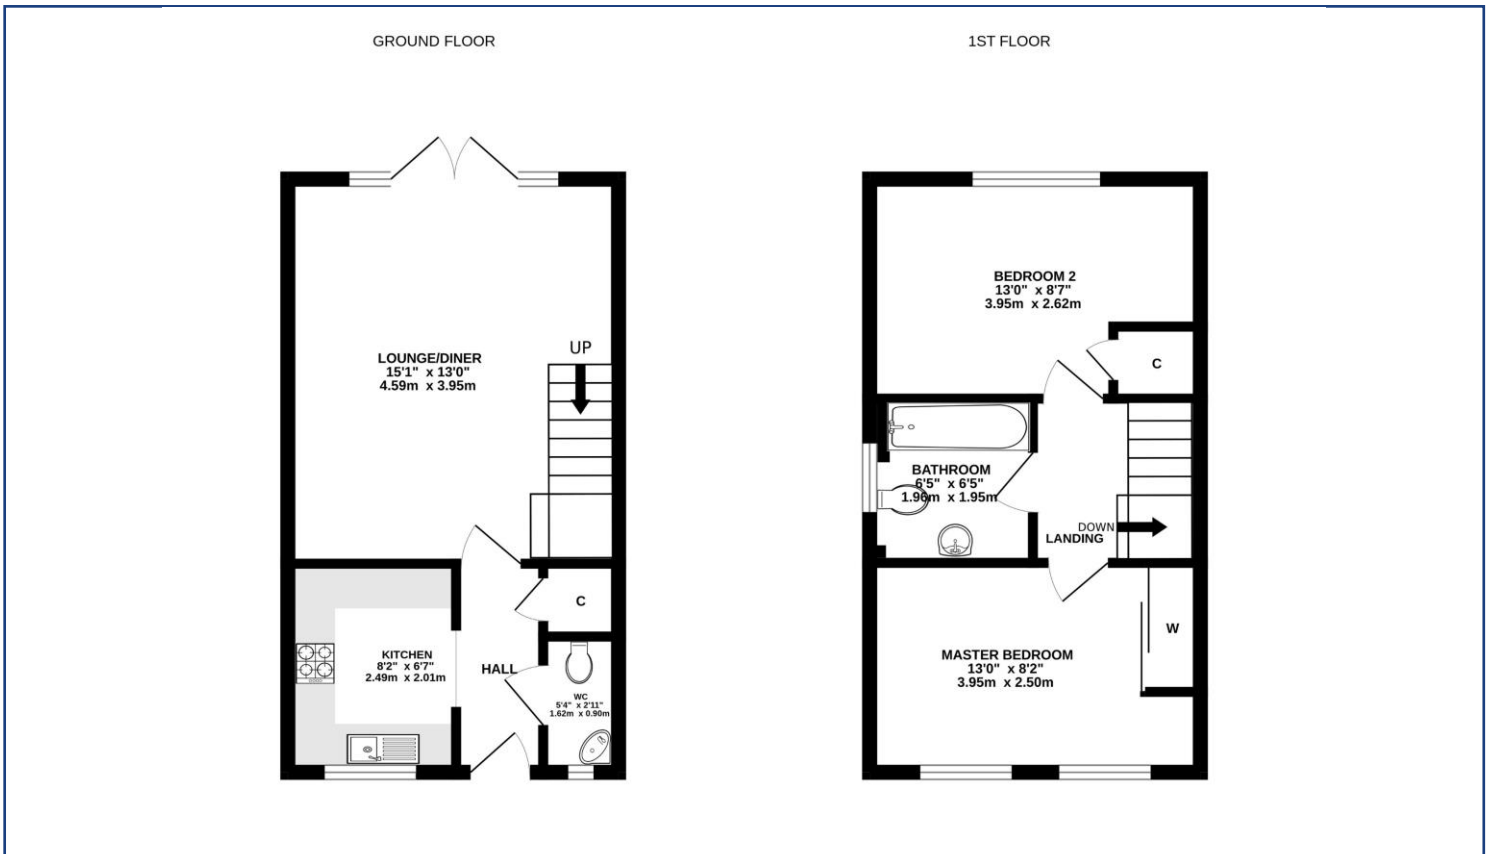 GROUND FLOOR
LOUNGE/DINER
15'1" x 13'0"
4.59m x 3.95m
UP
KITCHEN
8'2" x 6'7"
2.49m x 2.01m
HALL
C
WC
5'4" x 2'11"
1.62m x 0.90m
1ST FLOOR
BEDROOM 2
13'0" x 8'7"
3.95m x 2.62m
C
BATHROOM
6'5" x 6'5"
1.96m x 1.95m
DOWN
LANDING
MASTER BEDROOM
13'0" x 8'2"
3.95m x 2.50m
W